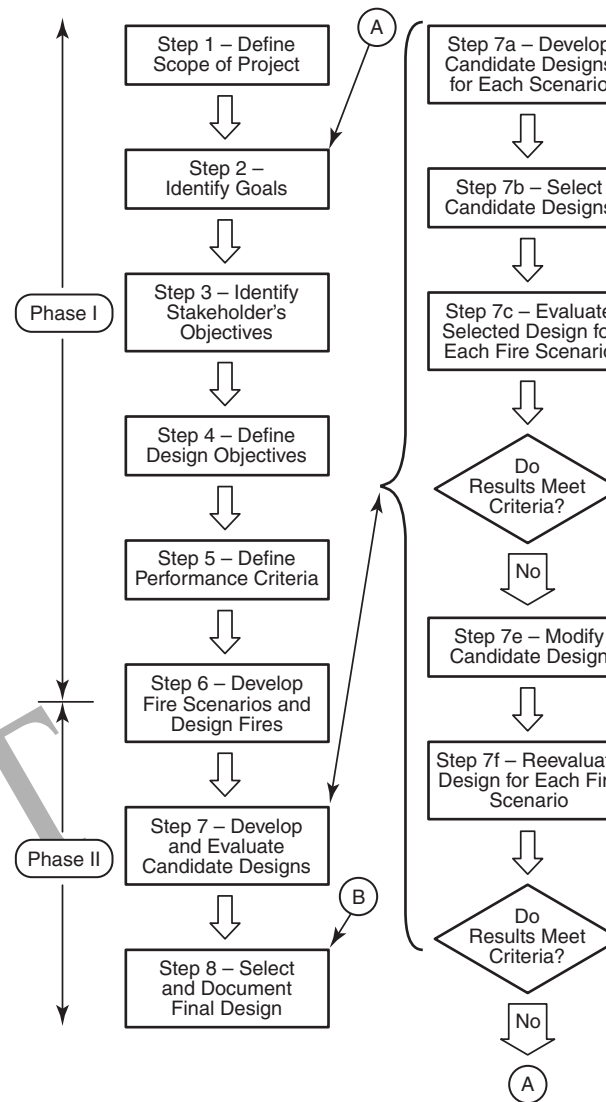 Step 1 – Define
Scope of Project
A
Step 2 –
Identify Goals
Step 3 – Identify
Stakeholder's
Objectives
Phase I
Step 4 – Define
Design Objectives
Step 5 – Define
Performance Criteria
Step 6 – Develop
Fire Scenarios and
Design Fires
Step 7 – Develop
and Evaluate
Candidate Designs
Phase II
B
Step 8 – Select
and Document
Final Design
Step 7a – Develop
Candidate Designs
for Each Scenario
Step 7b – Select
Candidate Designs
Step 7c – Evaluate
Selected Design fo
Each Fire Scenario
Do
Results Meet
Criteria?
No
Step 7e – Modify
Candidate Design
Step 7f – Reevaluat
Design for Each Fir
Scenario
Do
Results Meet
Criteria?
No
A